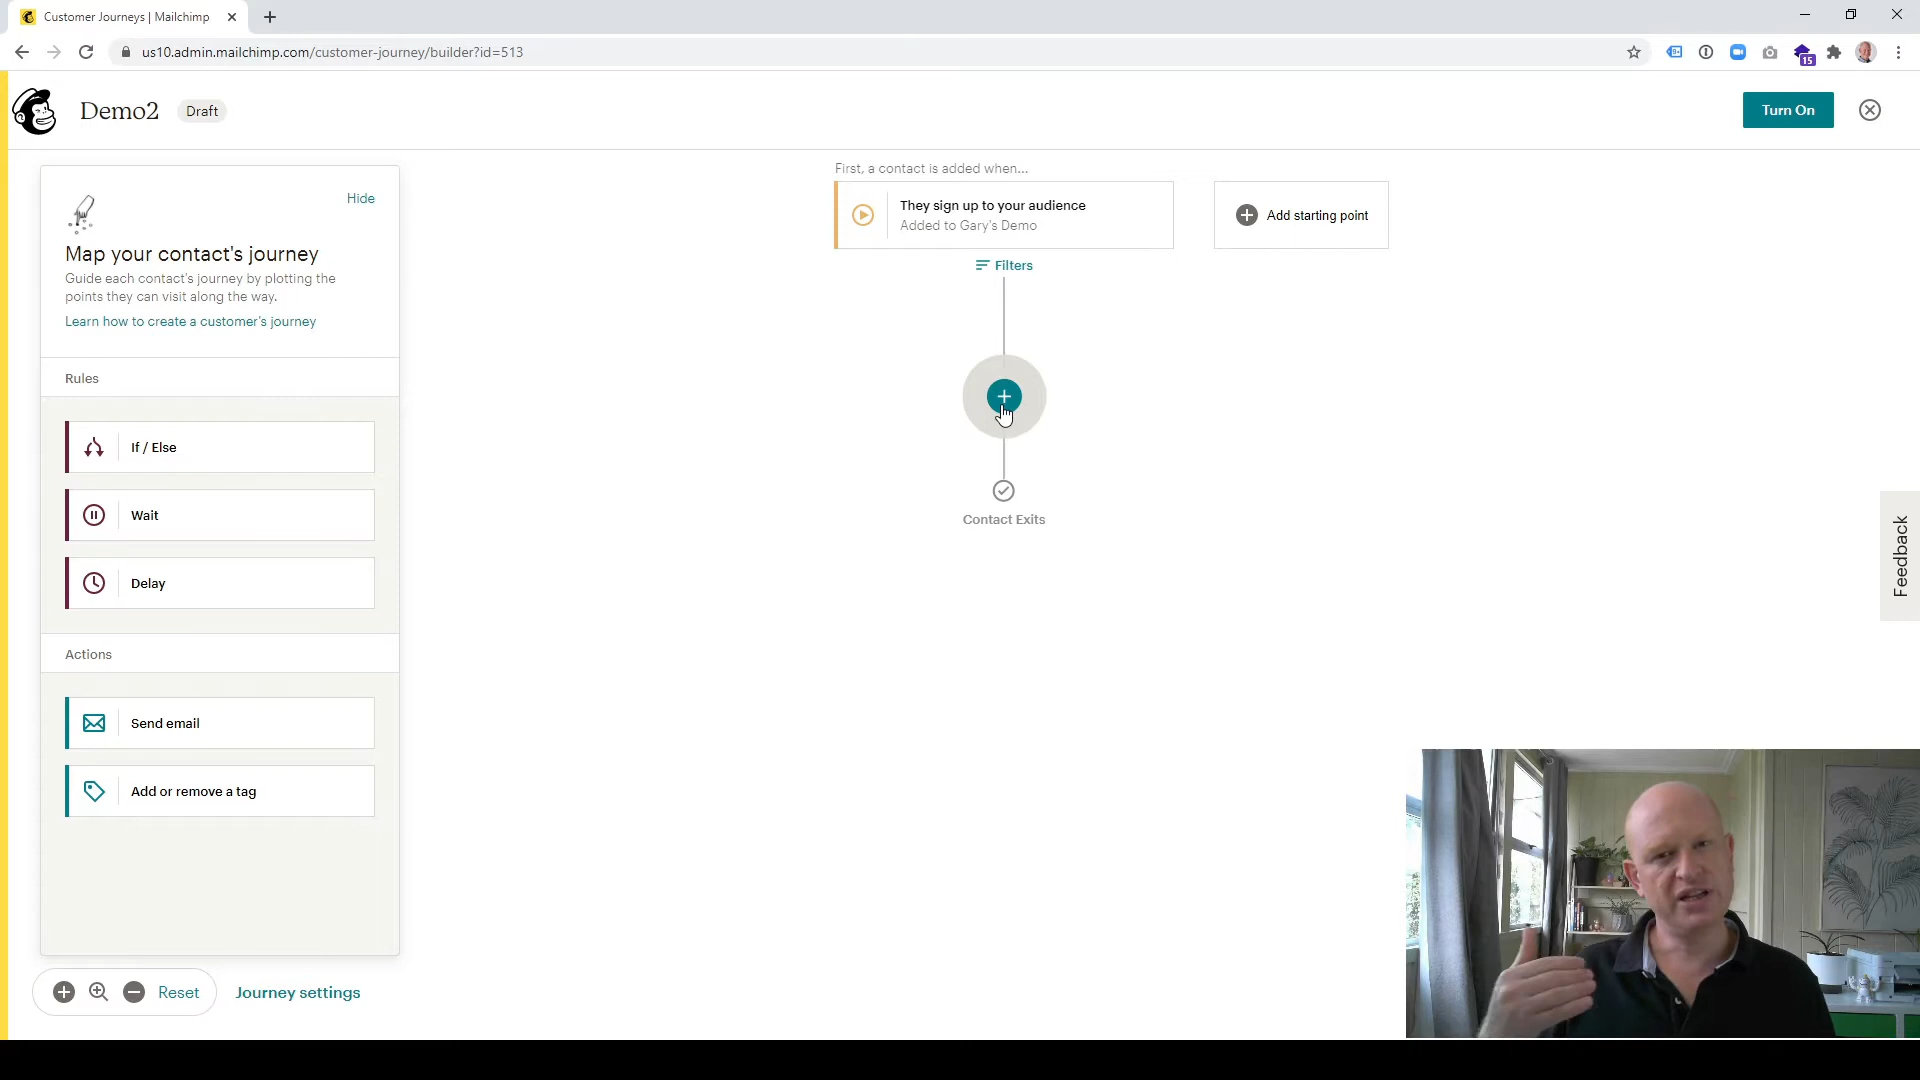 Customer Journeys | Mailchimp
us10.admin.mailchimp.com/customer-journey/builder?id=513
15
Demo2
Draft
Turn On
Hide
Map your contact's journey
Guide each contact's journey by plotting the
points they can visit along the way.
Learn how to create a customer's journey
Rules
If / Else
Wait
Delay
Actions
Send email
Add or remove a tag
Reset
Journey settings
First, a contact is added when...
They sign up to your audience
Added to Gary's Demo
Add starting point
Filters
Contact Exits
Feedback